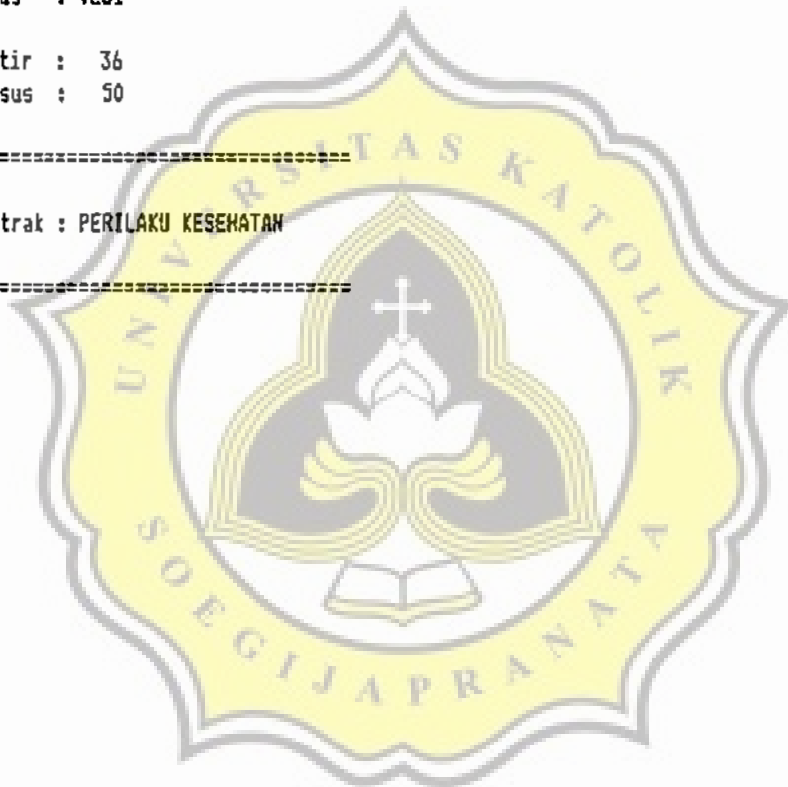 tir : 36
sus : 50
===============================
trak : PERILAKU KESEHATAN
===============================
UNIVERSITAS KATOLIK
SOEGIJAPRANATA